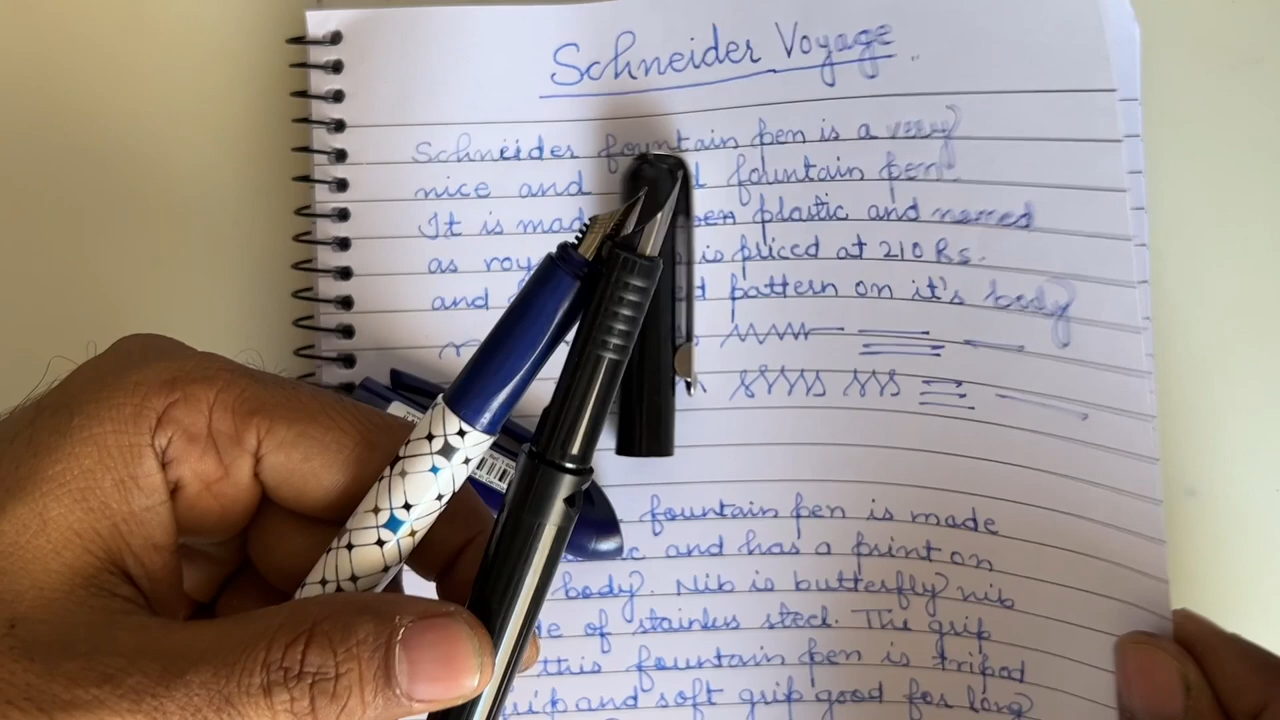 Schneider Voyage
Schneider fountain pen is a very
nice and fountain pen
It is mad pen plastic and
as roy is priced at 210 Rs.
and pattern on it's body
fountain pen is made
c and has a print on
body. Nib is butterfly nib
of stainless steel. The grip
this fountain pen is tripod
grip and soft grip good for long